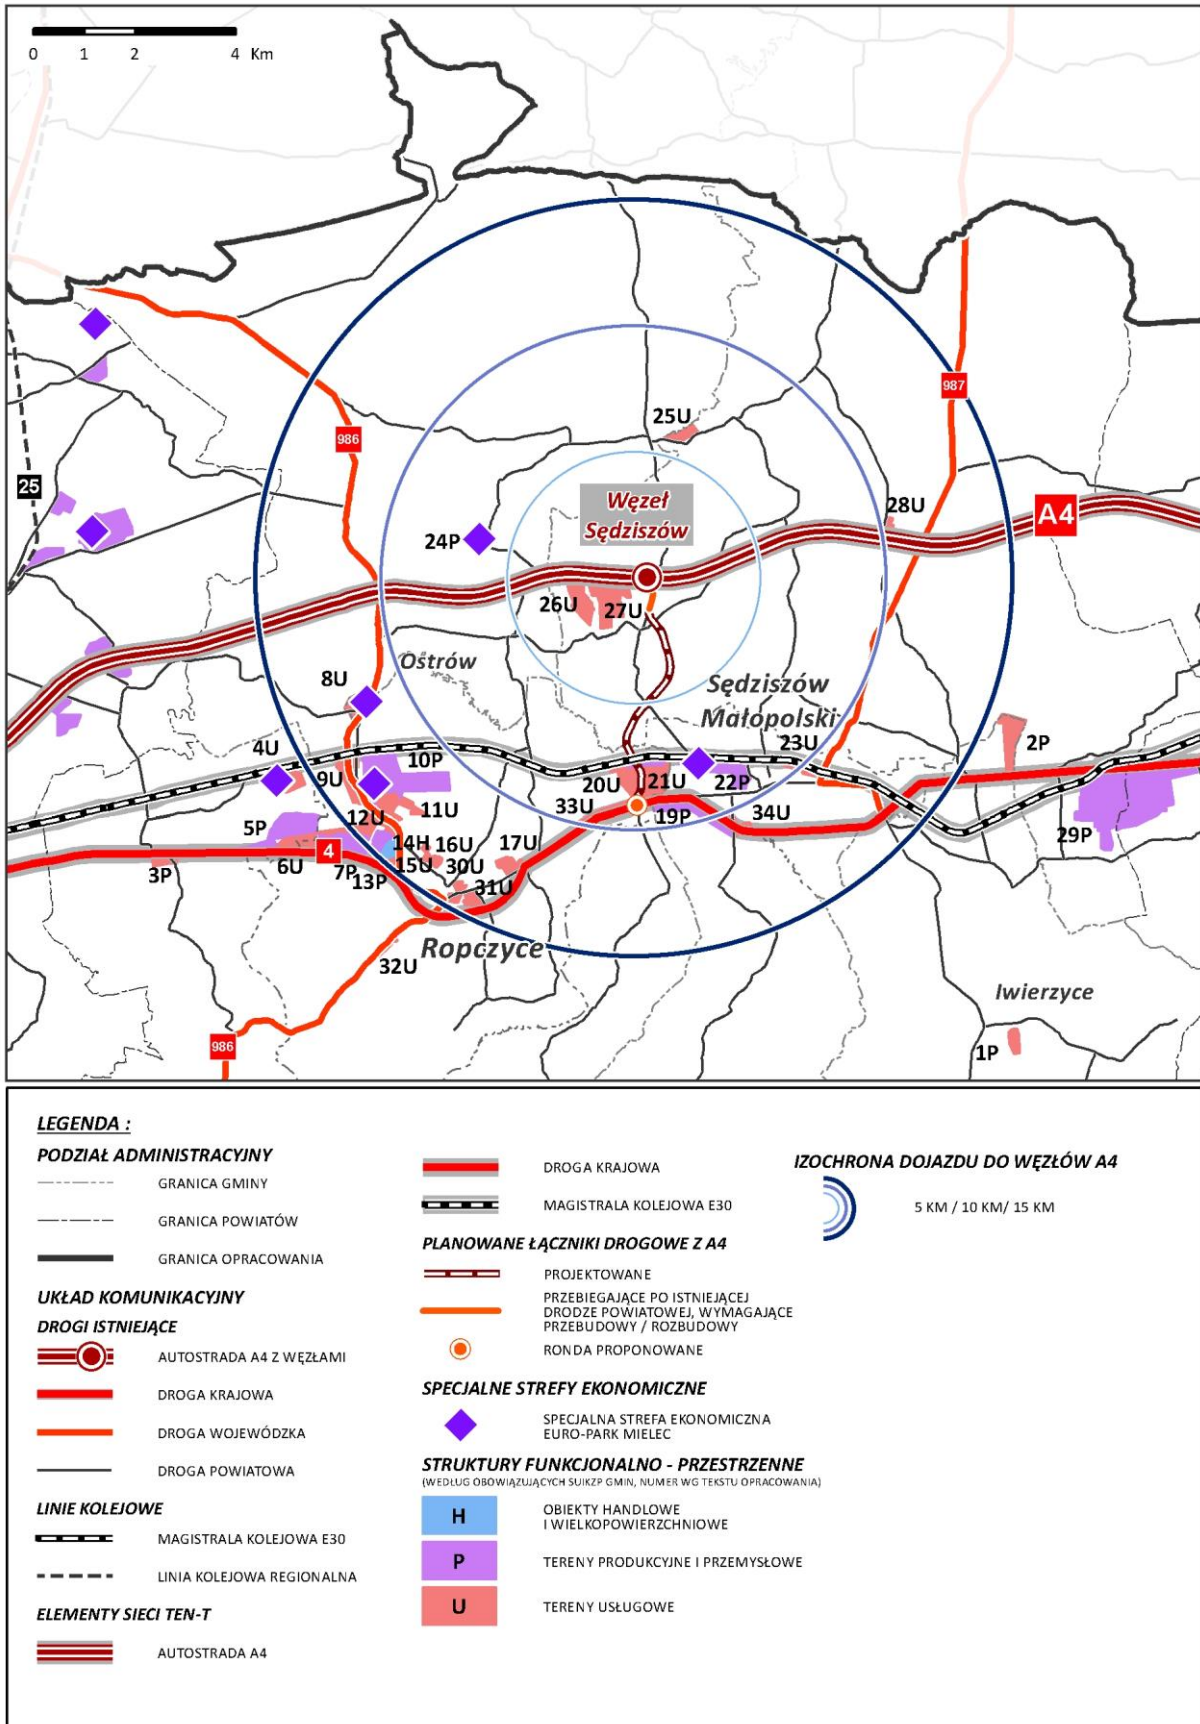 0 1 2 4 Km
987
986
25U
25
Węzeł
Sędziszów
28U
A4
24P
26U
27U
Ostrów
8U
Sędziszów
Małopolski
4U
10P
23U
2P
9U
20U
21U
22P
12U
11U
33U
19P
34U
5P
14H
16U
17U
29P
3P
6U
4
7P
13P
15U
30U
31U
Ropczyce
32U
Iwierzyce
986
1P
LEGENDA :
PODZIAŁ ADMINISTRACYJNY
GRANICA GMINY
GRANICA POWIATÓW
GRANICA OPRACOWANIA
UKŁAD KOMUNIKACYJNY
DROGI ISTNIEJĄCE
AUTOSTRADA A4 Z WĘZŁAMI
DROGA KRAJOWA
DROGA WOJEWÓDZKA
DROGA POWIATOWA
LINIE KOLEJOWE
MAGISTRALA KOLEJOWA E30
LINIA KOLEJOWA REGIONALNA
ELEMENTY SIECI TEN-T
AUTOSTRADA A4
DROGA KRAJOWA
MAGISTRALA KOLEJOWA E30
PLANOWANE ŁĄCZNIKI DROGOWE Z A4
PROJEKTOWANE
PRZEBIEGAJĄCE PO ISTNIEJĄCEJ
DRODZE POWIATOWEJ, WYMAGAJĄCE
PRZEBUDOWY / ROZBUDOWY
RONDA PROPONOWANE
SPECJALNE STREFY EKONOMICZNE
SPECJALNA STREFA EKONOMICZNA
EURO-PARK MIELEC
STRUKTURY FUNKCJONALNO - PRZESTRZENNE
(WEDŁUG OBOWIĄZUJĄCYCH SUIKZP GMIN, NUMER WG TEKSTU OPRACOWANIA)
H
OBIEKTY HANDLOWE
I WIELKOPOWIERZCHNIOWE
P
TERENY PRODUKCYJNE I PRZEMYSŁOWE
U
TERENY USŁUGOWE
IZOCHRONA DOJAZDU DO WĘZŁÓW A4
5 KM / 10 KM/ 15 KM